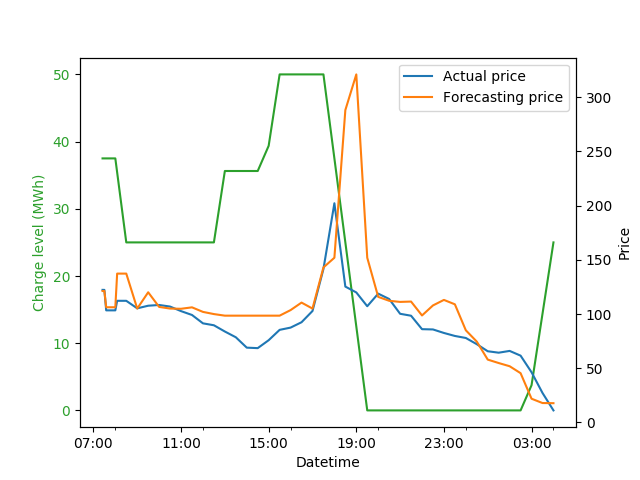 Actual price
Forecasting price
Charge level (MWh)
50
40
30
20
10
0
300
250
200
150
100
50
0
Price
07:00 11:00 15:00 19:00 23:00 03:00
Datetime